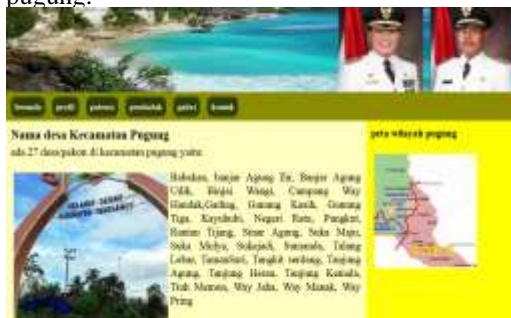 pugung.
beranda profil potensi penduduk galeri kontak
Nama desa Kecamatan Pugung
ada 27 desa/pekon di kecamatan pugung yaitu:
peta wilayah pugung
Babakan, banjar Agung Ilir, Banjar Agung
Udik, Binjai Wangi, Campang Way
Handak, Gading, Gunung Kasih, Gunung
Tiga, Kayuhubi, Negeri Ratu, Pungkut,
Rantau Tijang, Sinar Agung, Suka Maju,
Suka Mulya, Sukajadi, Sumanda, Talang
Lebar, TamanSari, Tangkit serdang, Tanjung
Agung, Tanjung Heran, Tanjung Kemala,
Tiuh Memon, Way Jaha, Way Manak, Way
Pring